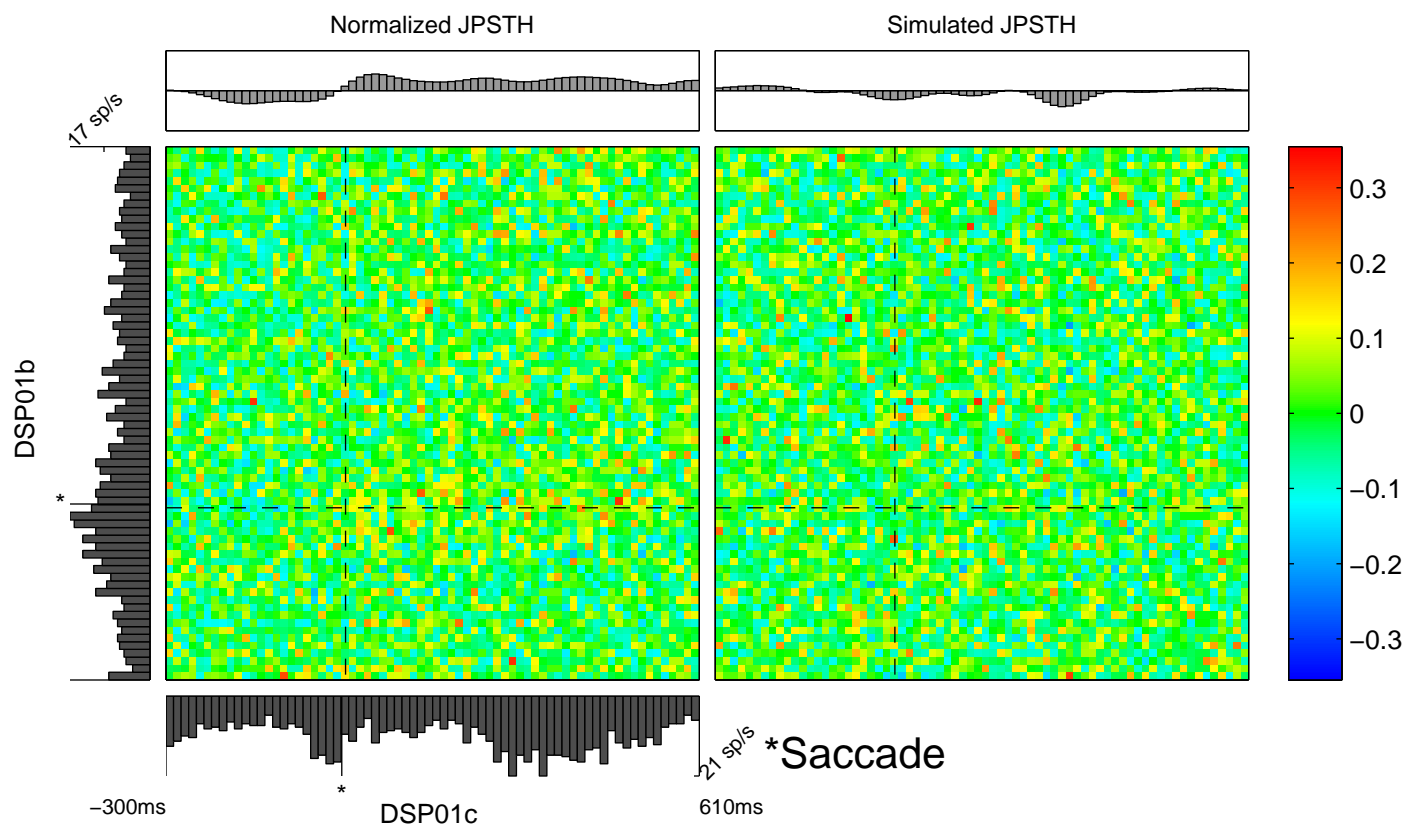 Normalized JPSTH
Simulated JPSTH
17 sp/s
DSP01b
*
0.3
0.2
0.1
0
−0.1
−0.2
−0.3
21 sp/s
*Saccade
*
−300ms
DSP01c
610ms